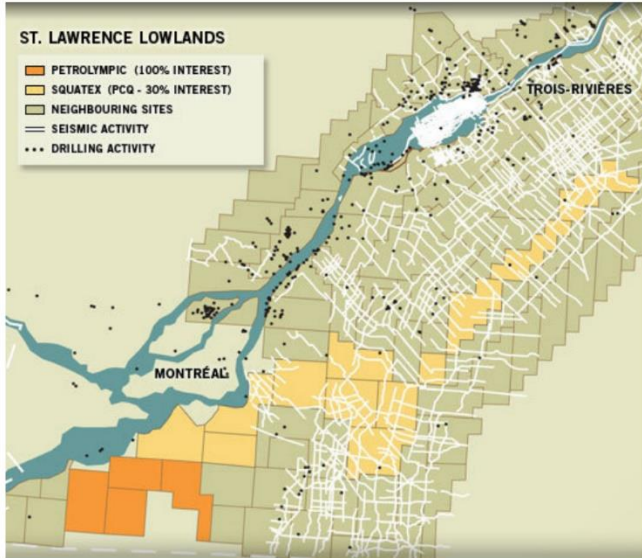 ST. LAWRENCE LOWLANDS
PETROLYMPIC (100% INTEREST)
SQUATEX (PCQ - 30% INTEREST)
NEIGHBOURING SITES
SEISMIC ACTIVITY
DRILLING ACTIVITY
TROIS-RIVIÈRES
MONTRÉAL